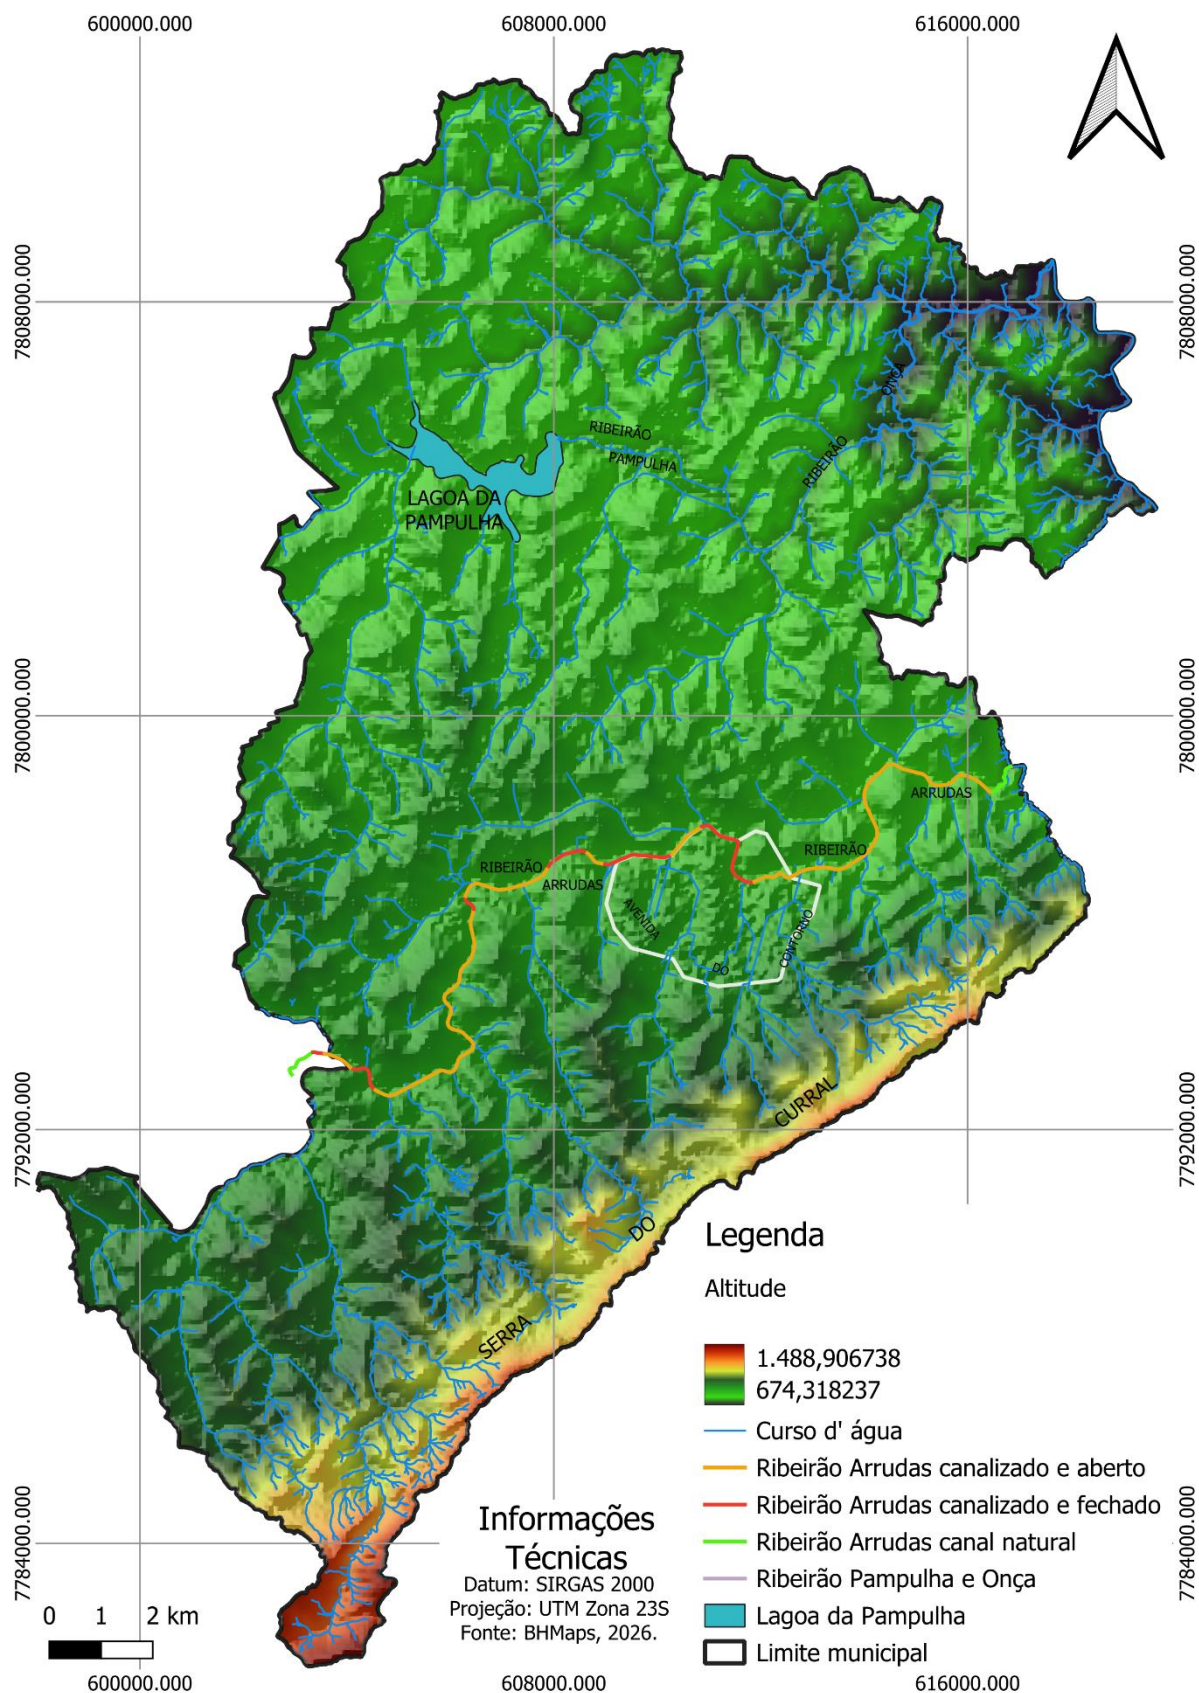 600000.000
608000.000
616000.000
7808000.000
7808000.000
ONÇA
RIBEIRÃO
RIBEIRÃO
PAMPULHA
LAGOA DA
PAMPULHA
7800000.000
7800000.000
ARRUDAS
RIBEIRÃO
RIBEIRÃO
ARRUDAS
AVENIDA
DO
CONTORNO
CURRAL
7792000.000
7792000.000
DO
SERRA
Legenda
Altitude
1.488,906738
674,318237
Curso d' água
Ribeirão Arrudas canalizado e aberto
Ribeirão Arrudas canalizado e fechado
Ribeirão Arrudas canal natural
Ribeirão Pampulha e Onça
Lagoa da Pampulha
Limite municipal
7784000.000
7784000.000
Informações
Técnicas
Datum: SIRGAS 2000
Projeção: UTM Zona 23S
Fonte: BHMaps, 2026.
0 1 2 km
600000.000
608000.000
616000.000